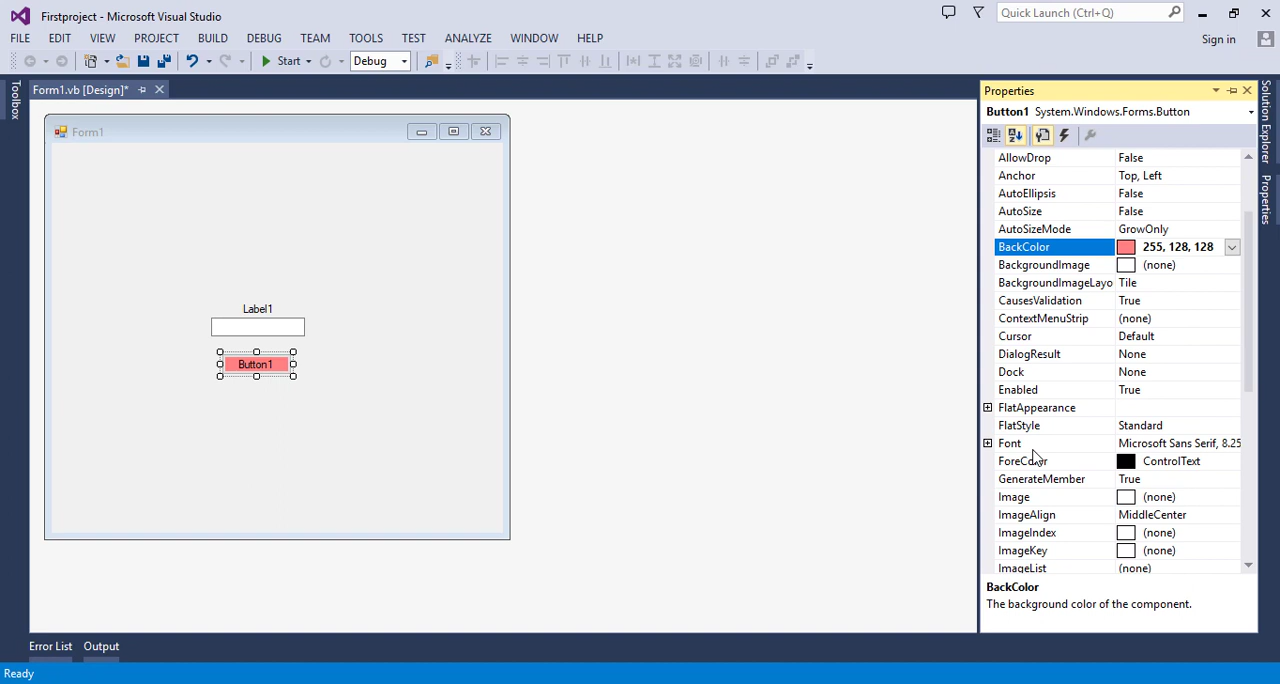 Firstproject - Microsoft Visual Studio
Quick Launch (Ctrl+Q)
FILE EDIT VIEW PROJECT BUILD DEBUG TEAM TOOLS TEST ANALYZE WINDOW HELP
Sign in
Start Debug
Toolbox
Form1.vb [Design]*
Form1
Label1
Button1
Properties
Button1 System.Windows.Forms.Button
AllowDrop False
Anchor Top, Left
AutoEllipsis False
AutoSize False
AutoSizeMode GrowOnly
BackColor 255, 128, 128
BackgroundImage (none)
BackgroundImageLayo Tile
CausesValidation True
ContextMenuStrip (none)
Cursor Default
DialogResult None
Dock None
Enabled True
FlatAppearance
FlatStyle Standard
Font Microsoft Sans Serif, 8.25
ForeColor ControlText
GenerateMember True
Image (none)
ImageAlign MiddleCenter
ImageIndex (none)
ImageKey (none)
ImageList (none)
BackColor
The background color of the component.
Solution Explorer
Properties
Error List Output
Ready